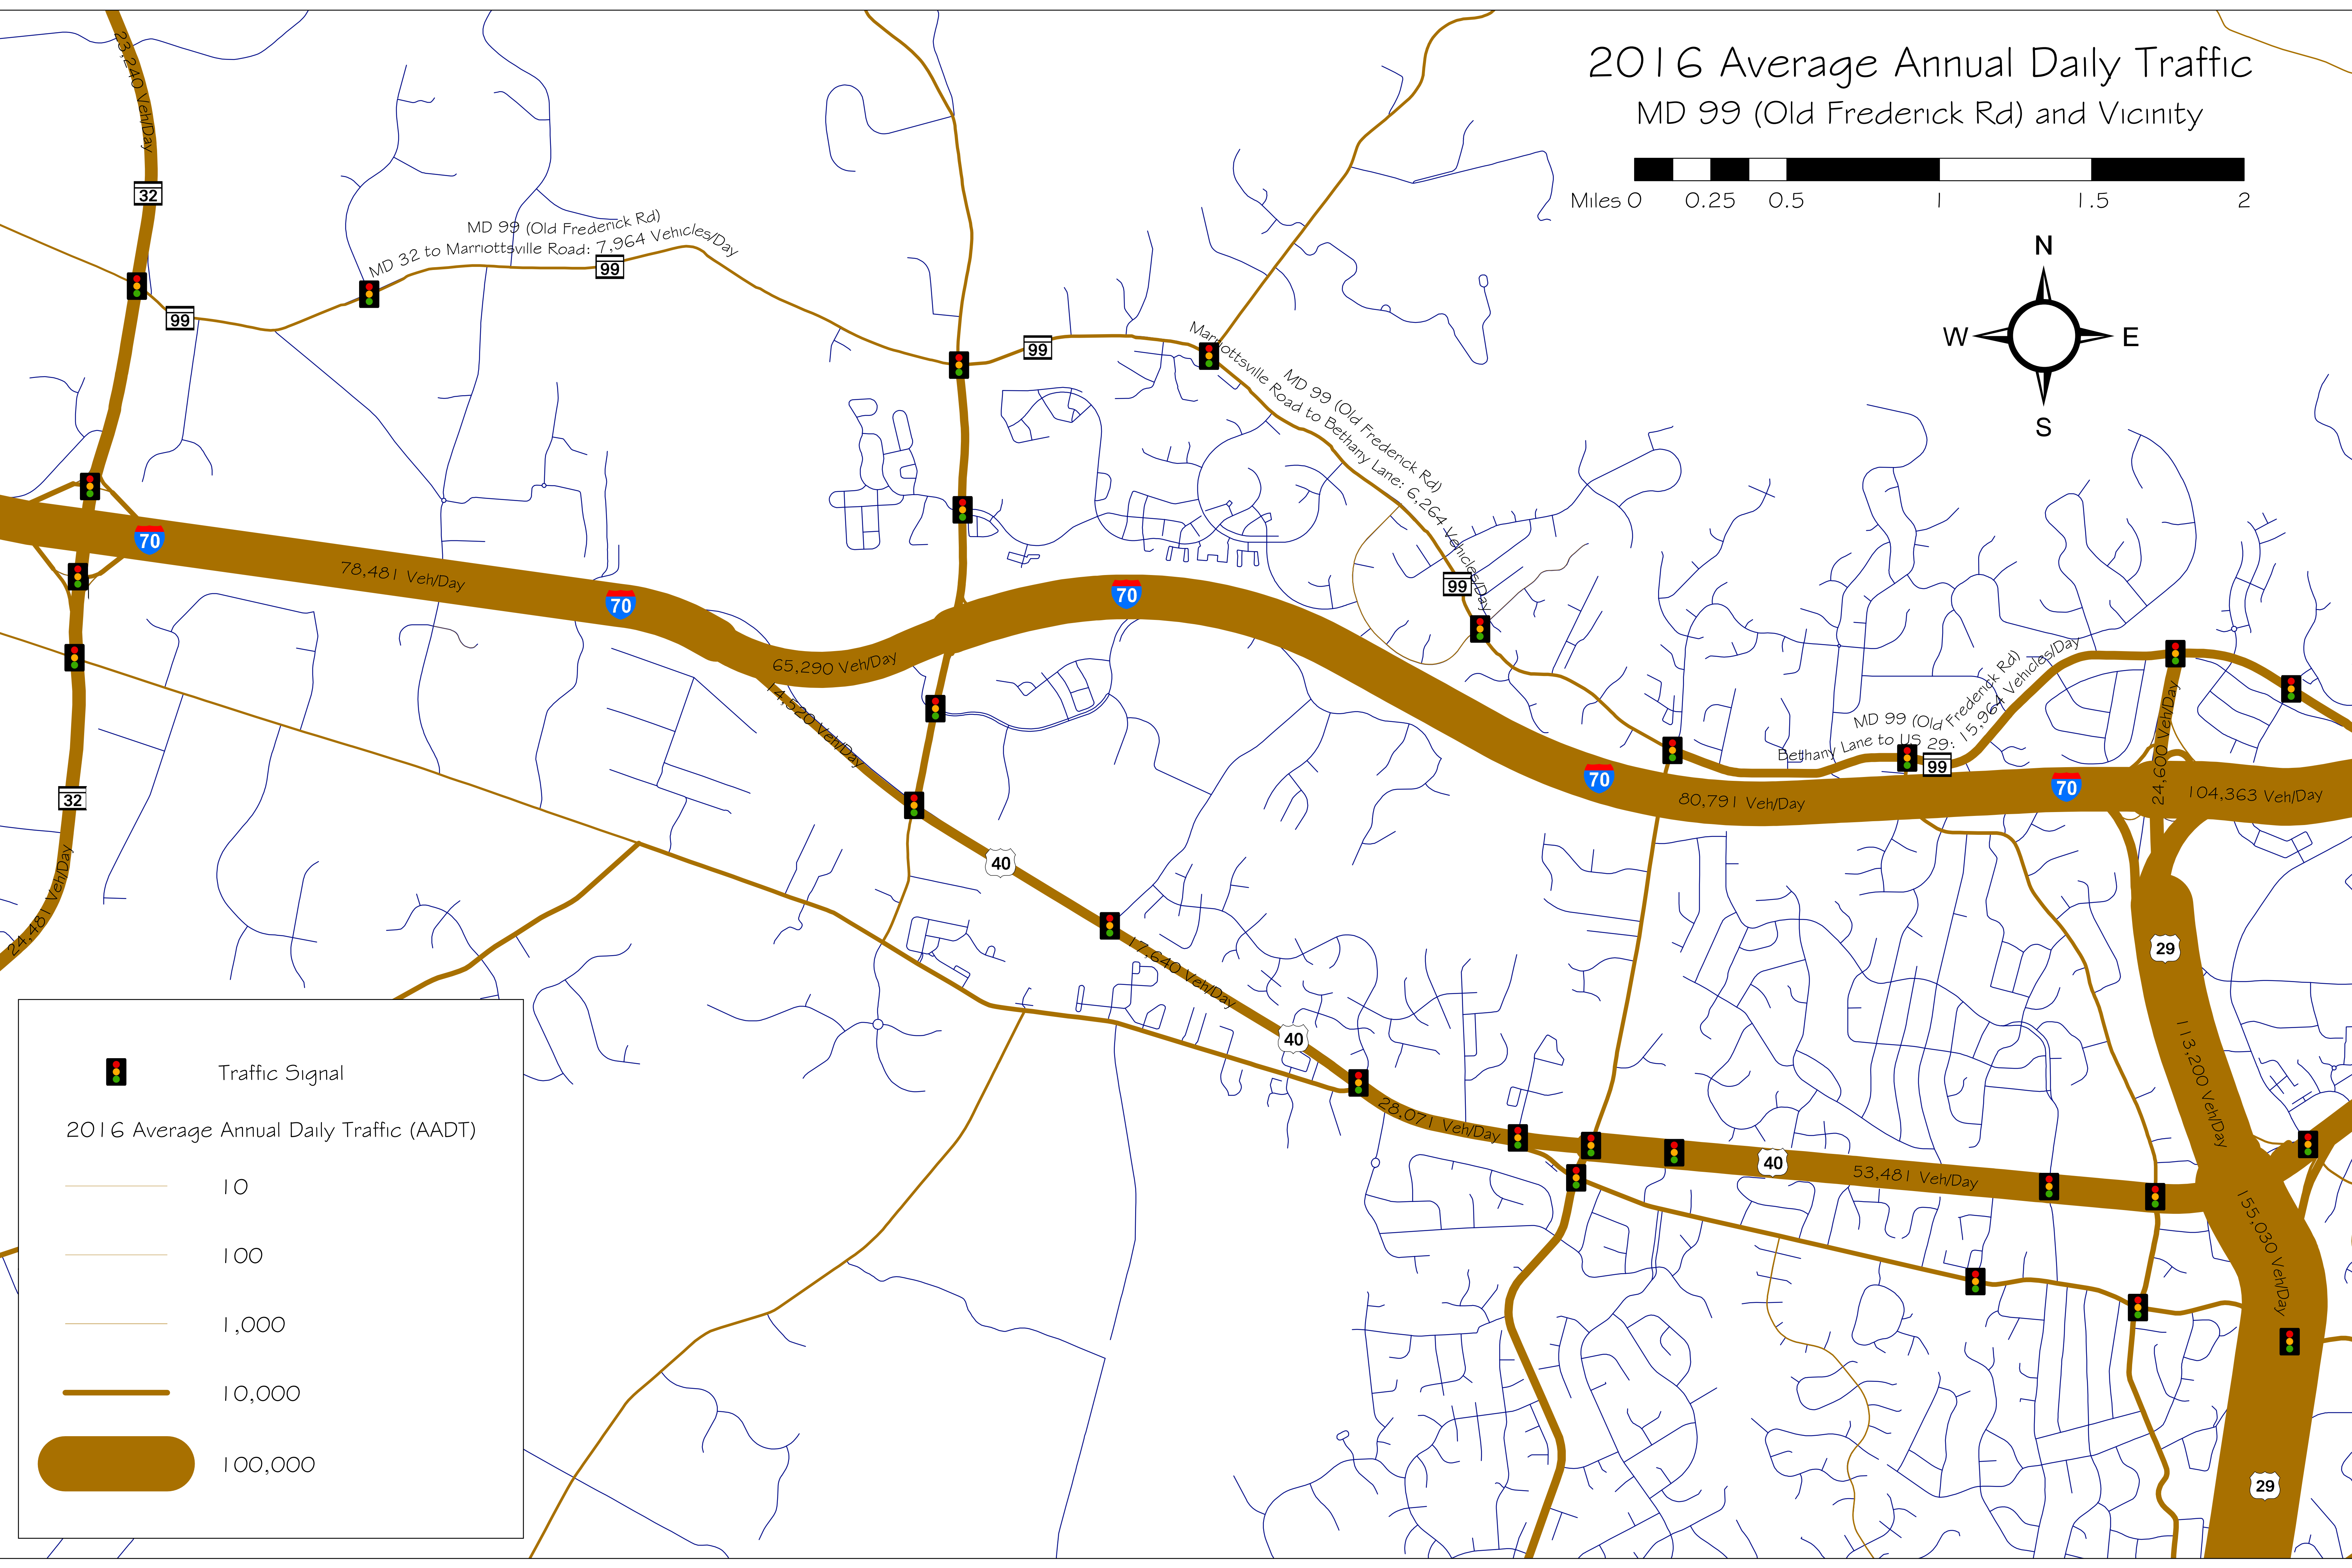 2016 Average Annual Daily Traffic
MD 99 (Old Frederick Rd) and Vicinity
Miles 0 0.25 0.5 1 1.5 2
N
W E
S
23,240 Veh/Day
32
MD 99 (Old Frederick Rd)
MD 32 to Marriottsville Road: 7,964 Vehicles/Day
99
99
99
MD 99 (Old Frederick Rd)
Marriottsville Road to Bethany Lane: 6,264 Vehicles/Day
99
70
78,481 Veh/Day
70
70
65,290 Veh/Day
14,520 Veh/Day
MD 99 (Old Frederick Rd)
Bethany Lane to US 29: 15,964 Vehicles/Day
99
70
80,791 Veh/Day
70
24,600 Veh/Day
104,363 Veh/Day
32
24,481 Veh/Day
40
17,640 Veh/Day
40
28,071 Veh/Day
40
53,481 Veh/Day
29
113,200 Veh/Day
155,030 Veh/Day
29
Traffic Signal
2016 Average Annual Daily Traffic (AADT)
10
100
1,000
10,000
100,000